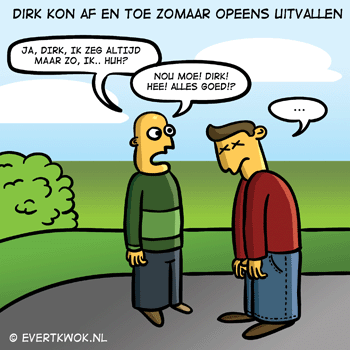 DIRK KON AF EN TOE ZOMAAR OPEENS UITVALLEN
JA, DIRK, IK ZEG ALTIJD
MAAR ZO, IK.. HUH?
NOU MOE! DIRK!
HEE! ALLES GOED!?
...
© EVERTKWOK.NL